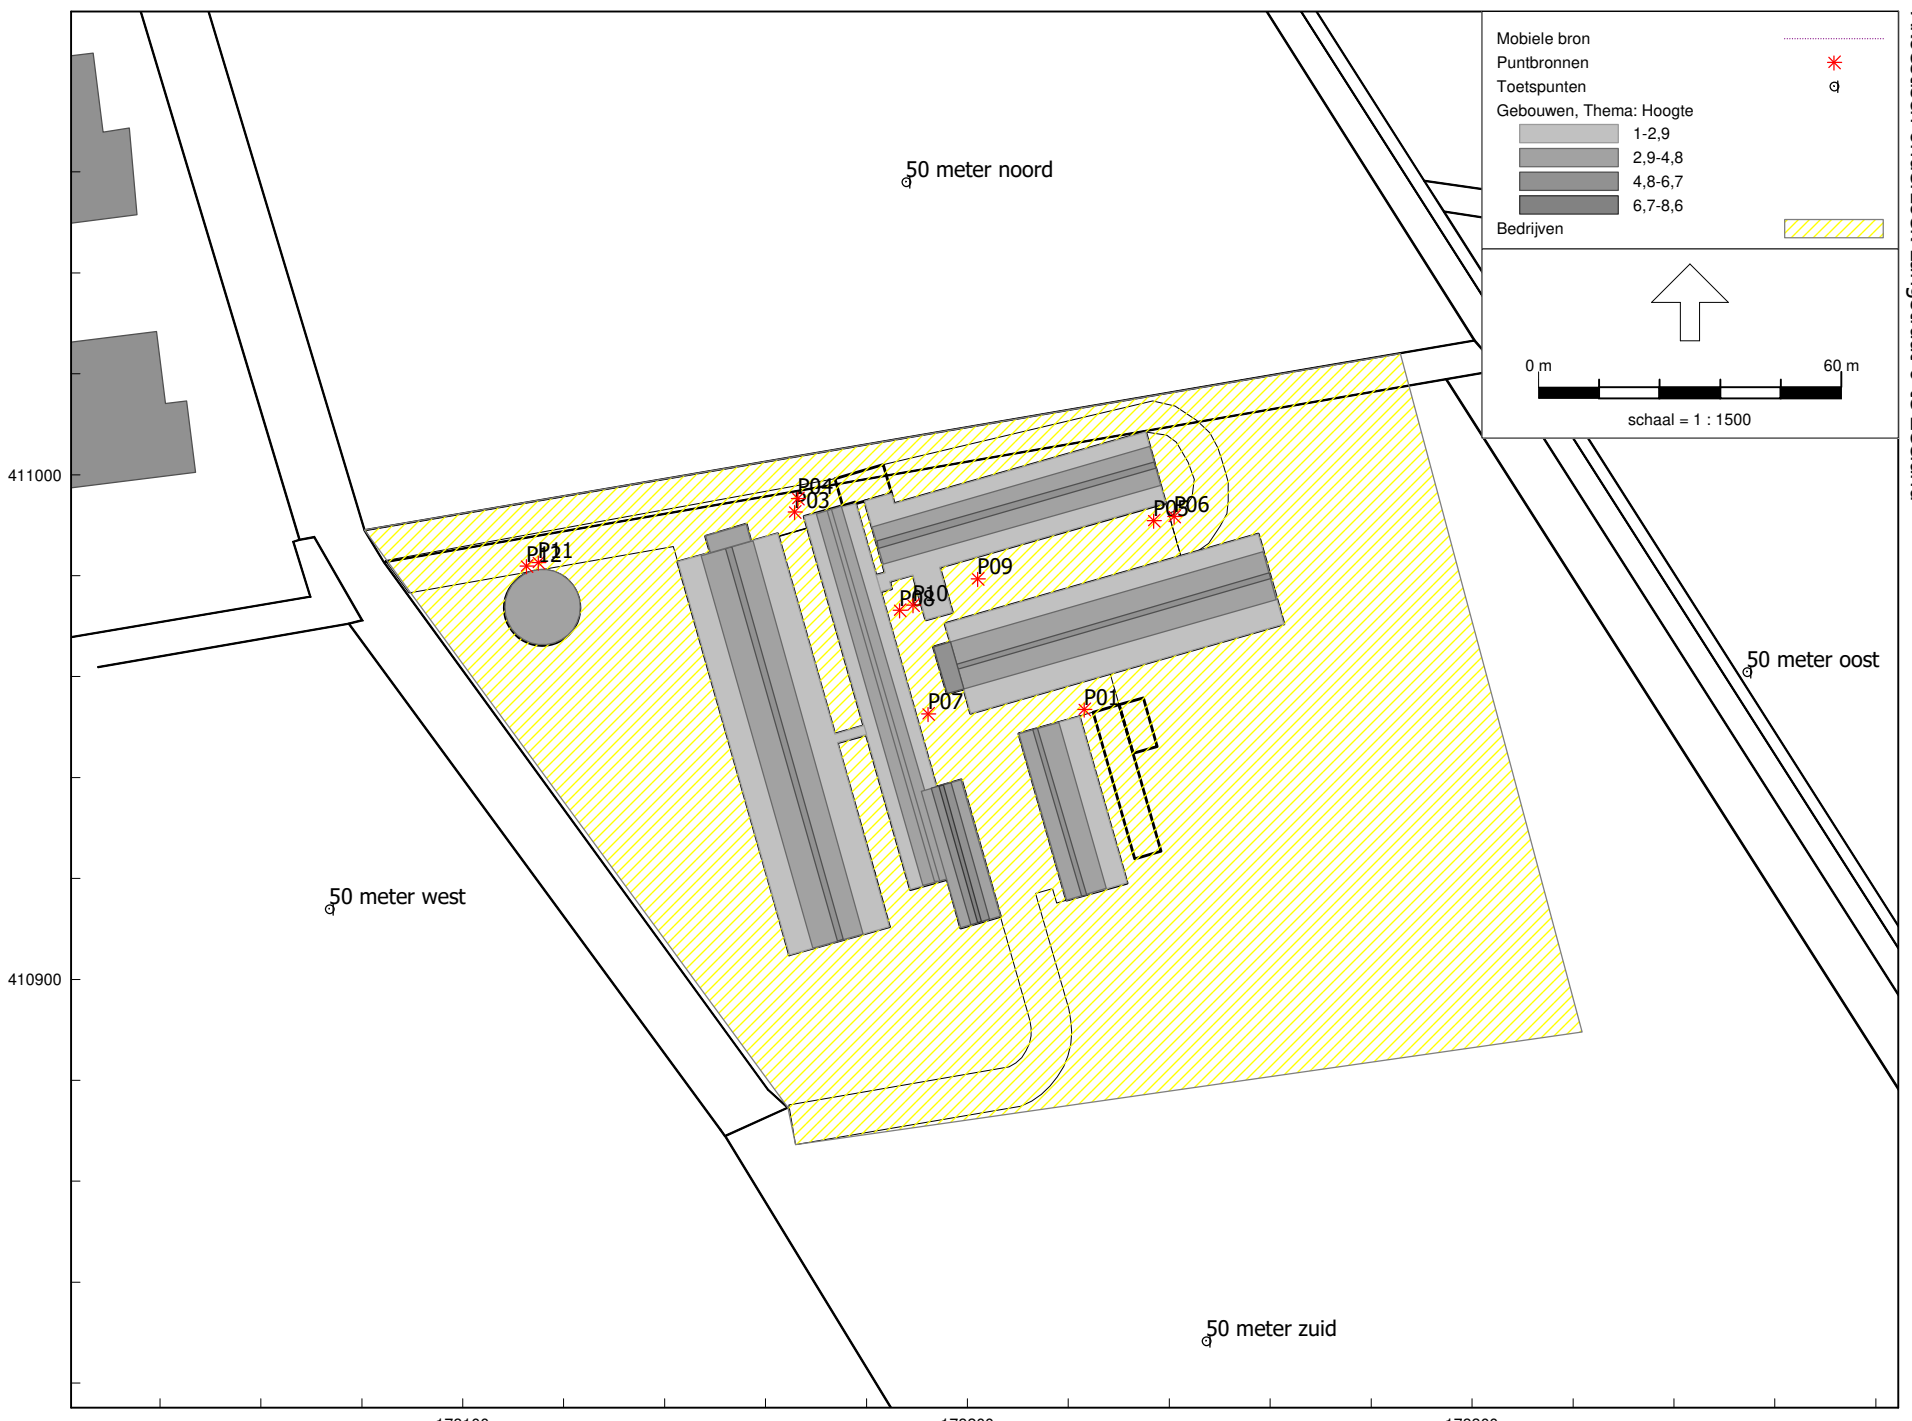 Mobiele bron
Puntbronnen
Toetspunten
Gebouwen, Thema: Hoogte
1-2,9
2,9-4,8
4,8-6,7
6,7-8,6
Bedrijven
0 m 60 m
schaal = 1 : 1500
50 meter noord
411000
P04
P03
P05
P06
P12
P11
P09
P10
P08
50 meter oost
P07
P01
50 meter west
410900
50 meter zuid